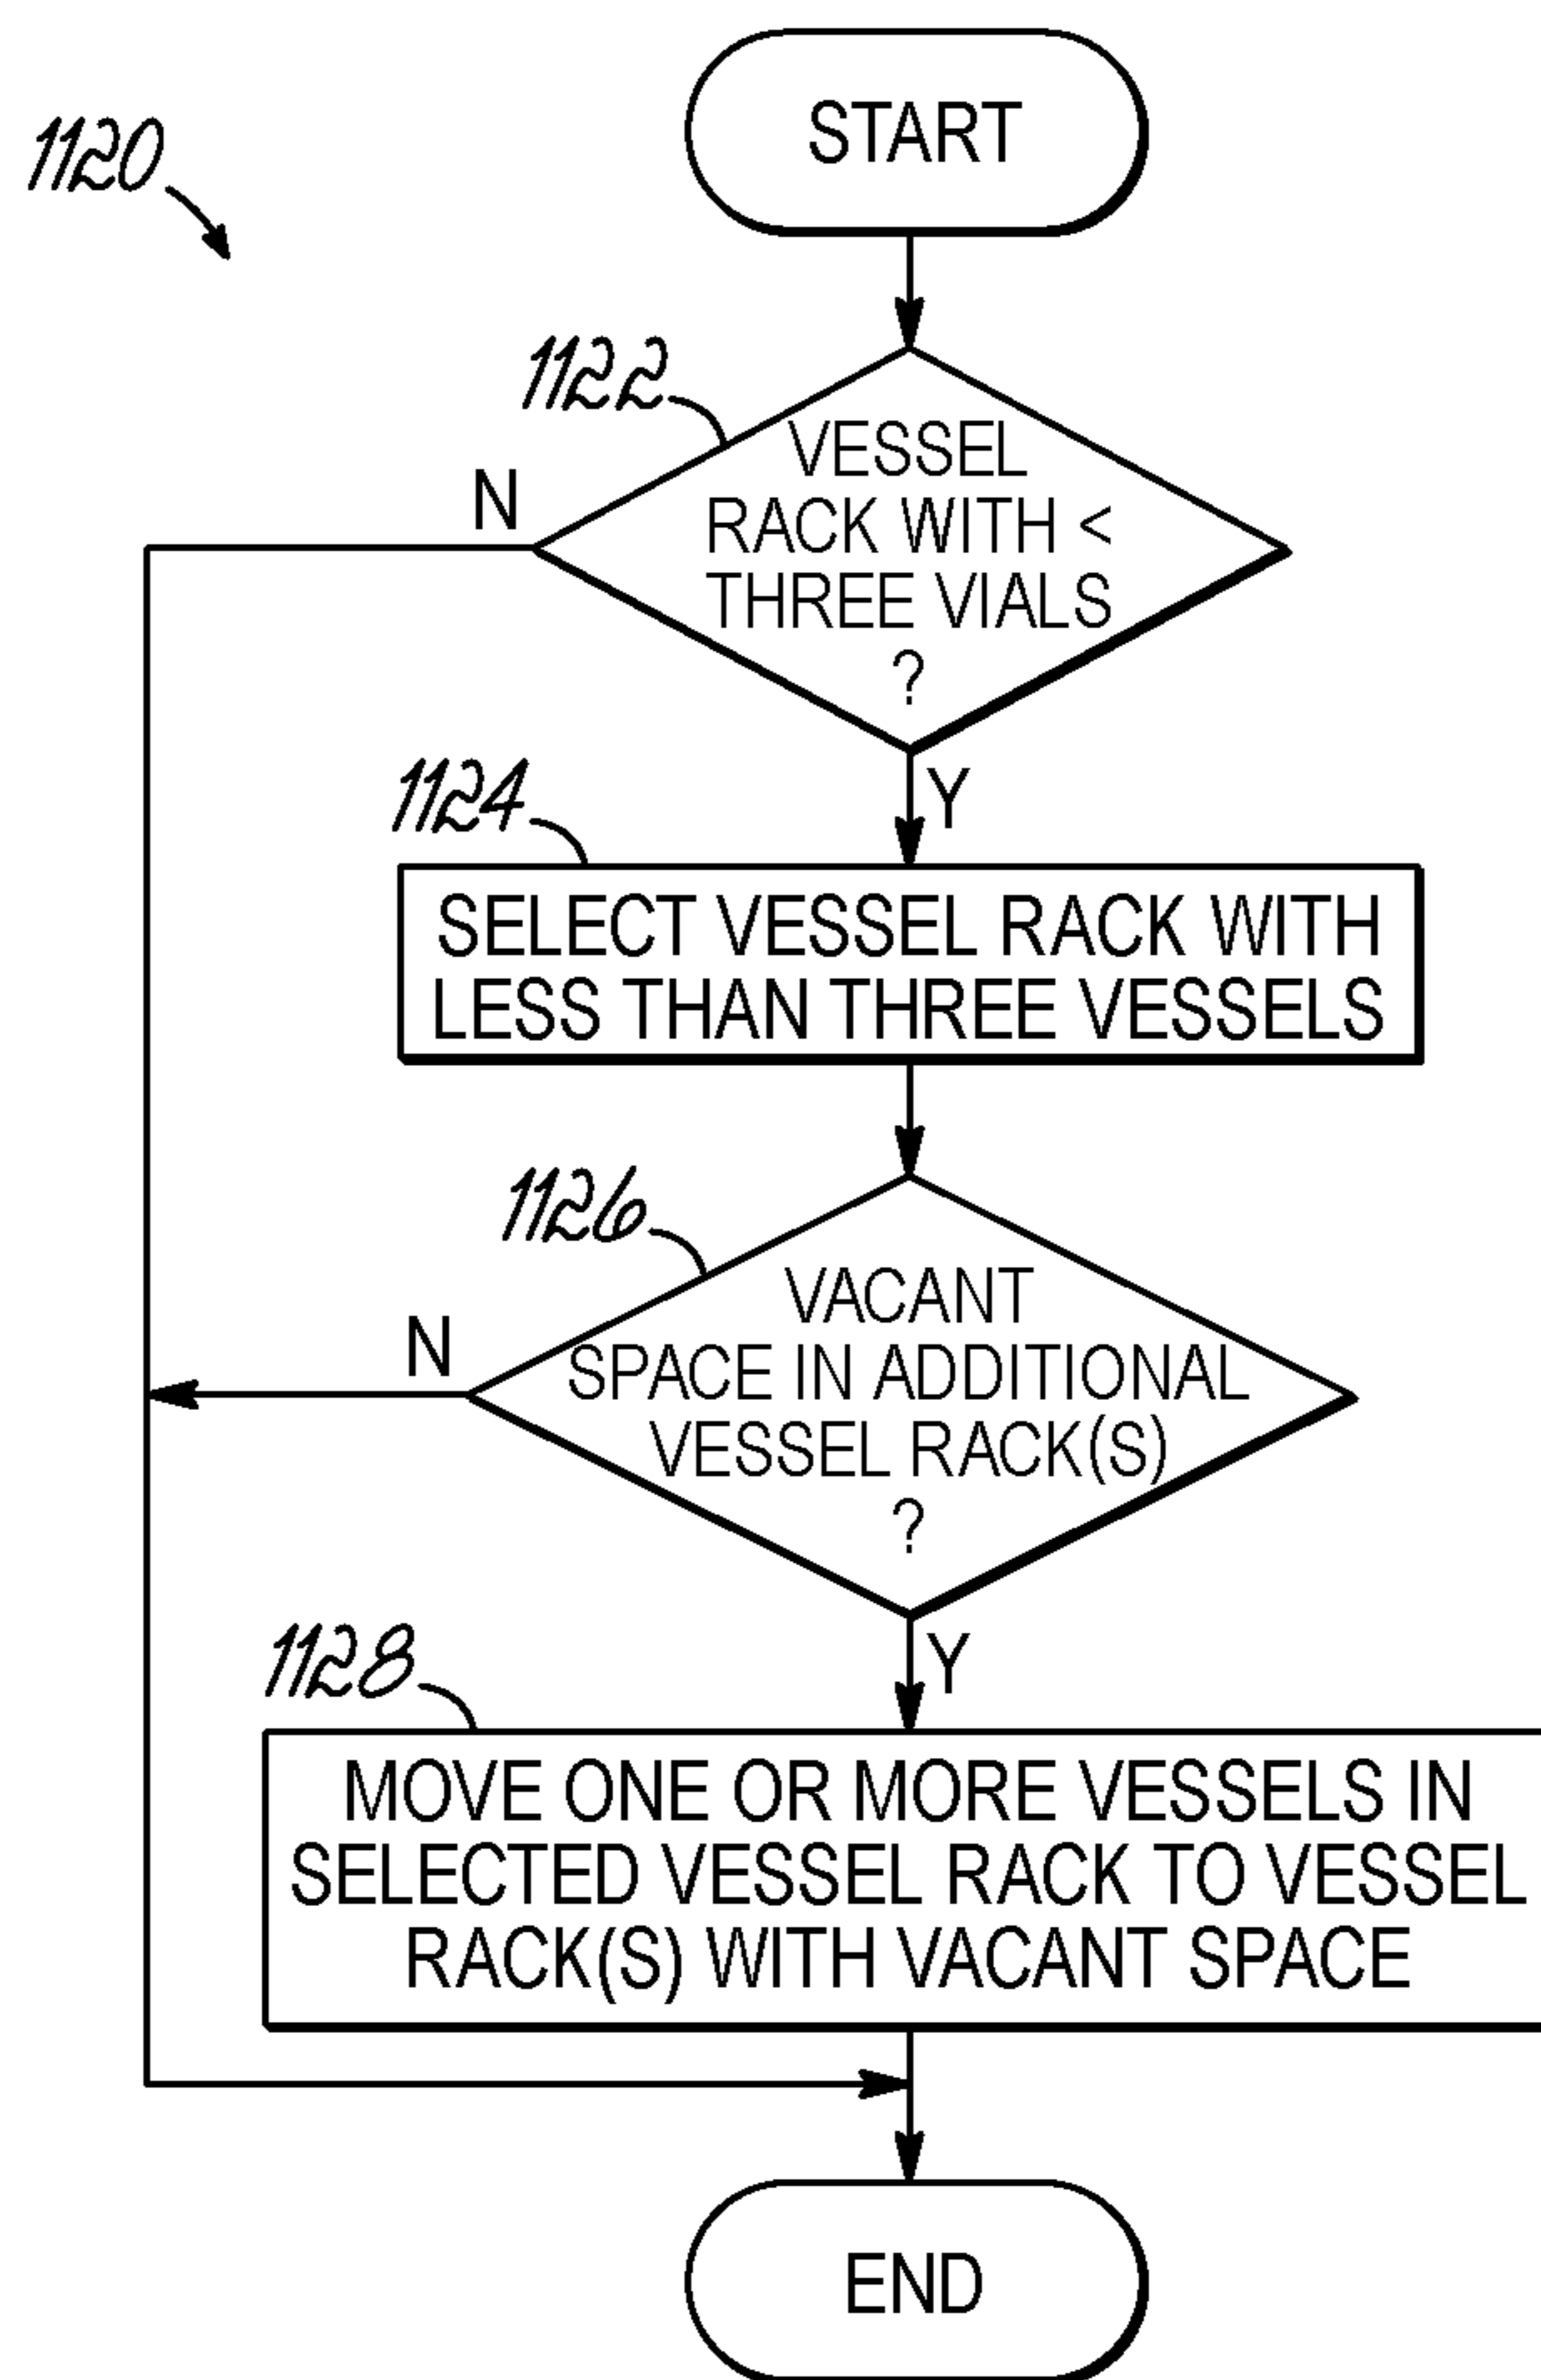 START
1120
1122
VESSEL
RACK WITH <
THREE VIALS
?
N
Y
1124
SELECT VESSEL RACK WITH
LESS THAN THREE VESSELS
1126
VACANT
SPACE IN ADDITIONAL
VESSEL RACK(S)
?
N
Y
1128
MOVE ONE OR MORE VESSELS IN
SELECTED VESSEL RACK TO VESSEL
RACK(S) WITH VACANT SPACE
END